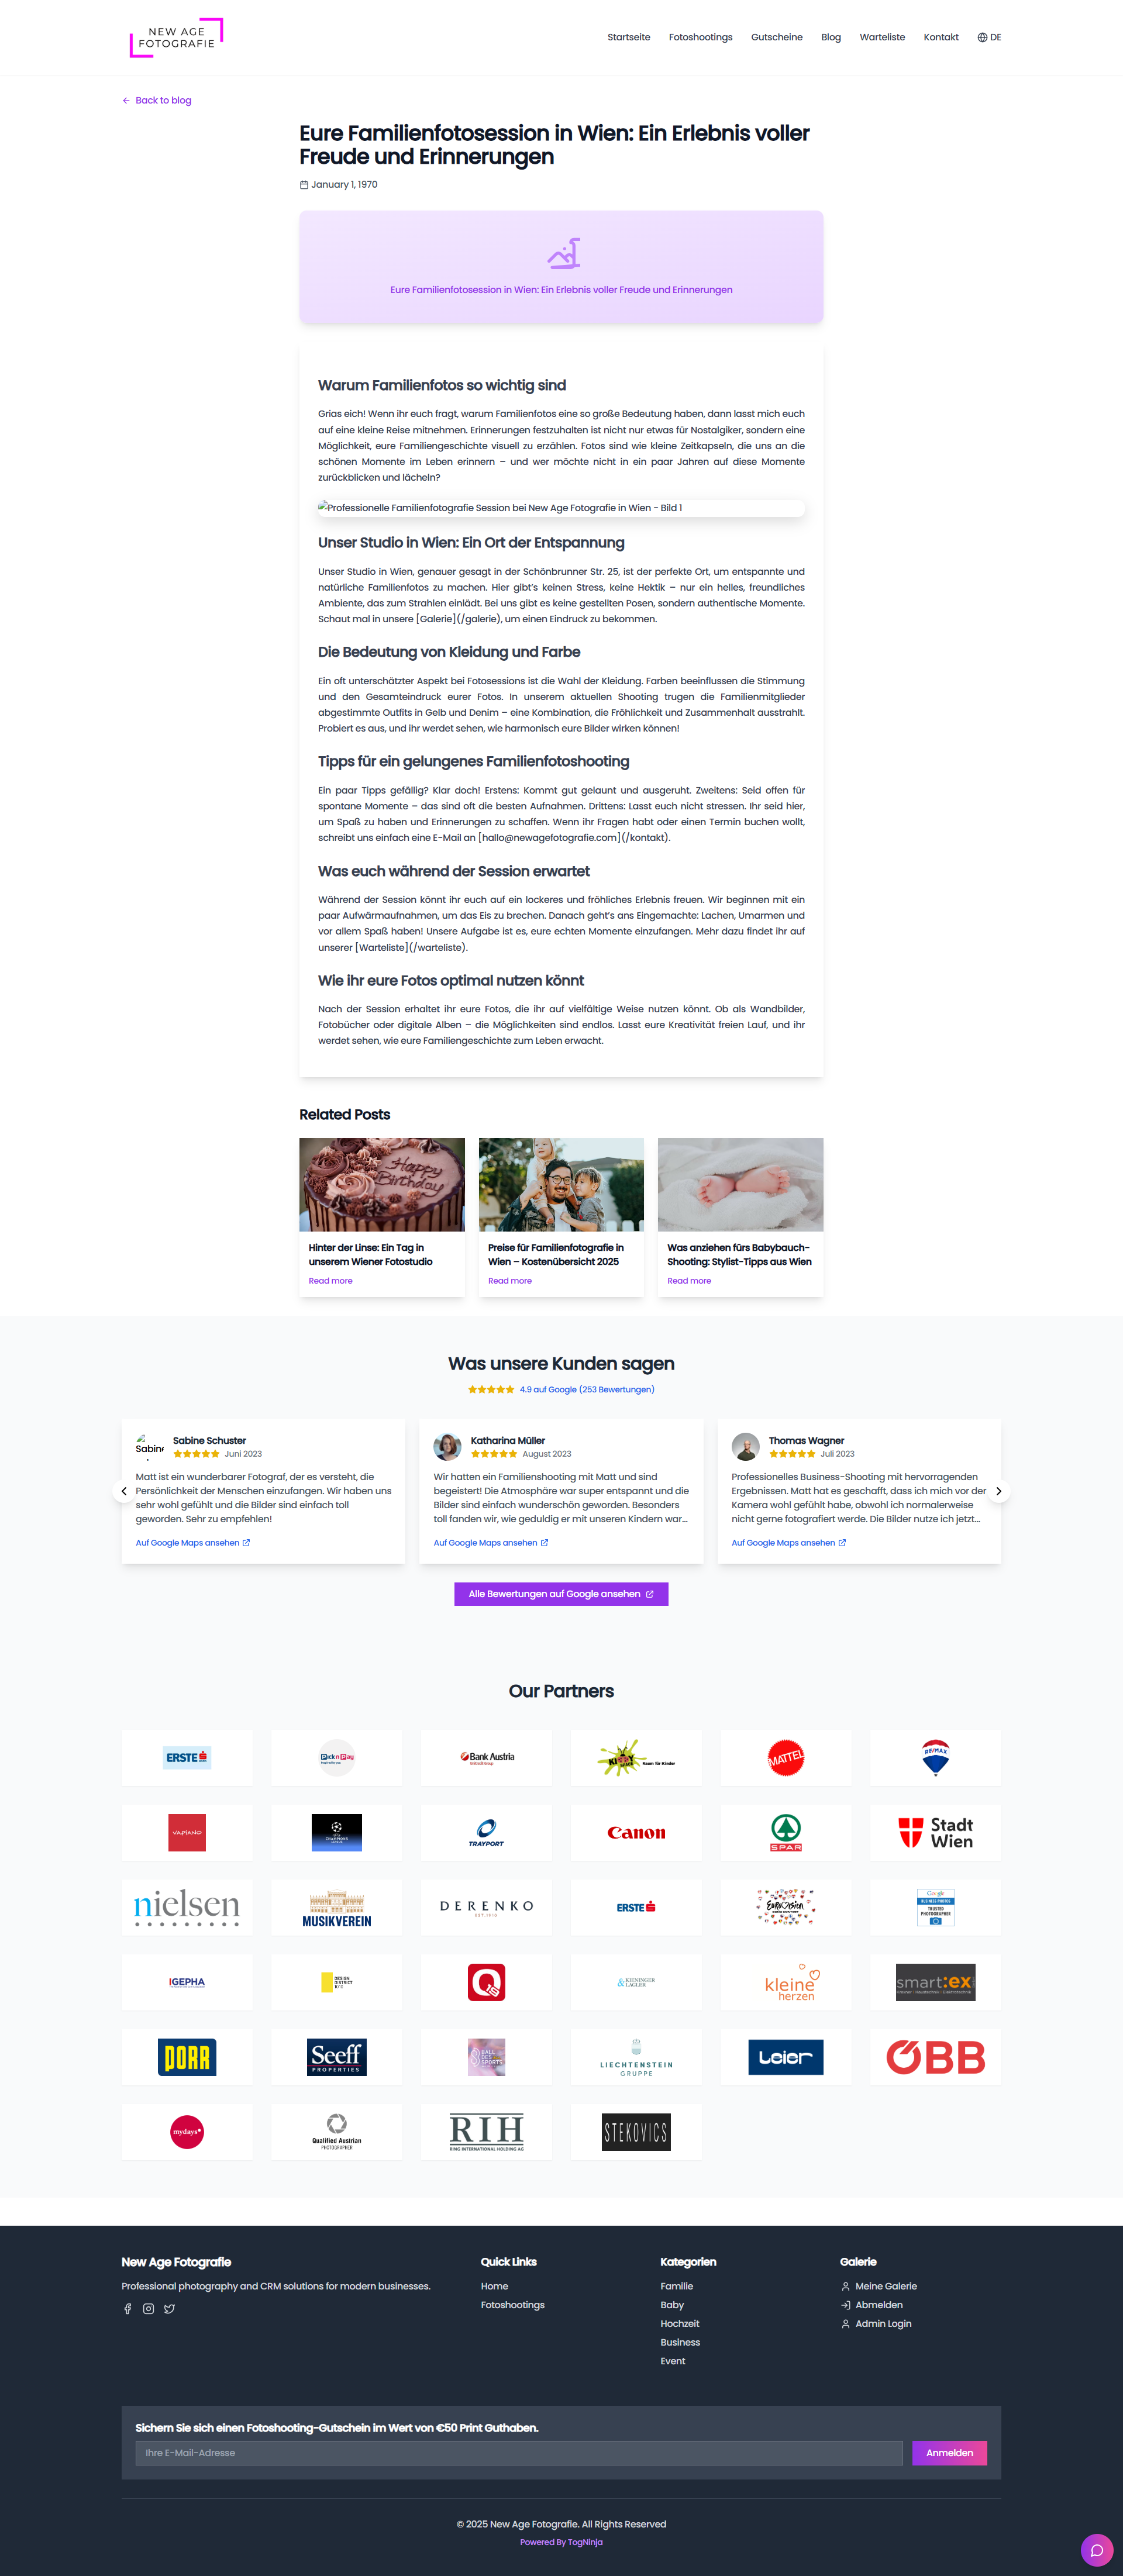 NEW AGE
FOTOGRAFIE
Startseite
Fotoshootings
Gutscheine
Blog
Warteliste
Kontakt
DE
Back to blog
Eure Familienfotosession in Wien: Ein Erlebnis voller
Freude und Erinnerungen
January 1, 1970
Eure Familienfotosession in Wien: Ein Erlebnis voller Freude und Erinnerungen
Warum Familienfotos so wichtig sind
Grias eich! Wenn ihr euch fragt, warum Familienfotos eine so große Bedeutung haben, dann lasst mich euch
auf eine kleine Reise mitnehmen. Erinnerungen festzuhalten ist nicht nur etwas für Nostalgiker, sondern eine
Möglichkeit, eure Familiengeschichte visuell zu erzählen. Fotos sind wie kleine Zeitkapseln, die uns an die
schönen Momente im Leben erinnern – und wer möchte nicht in ein paar Jahren auf diese Momente
zurückblicken und lächeln?
Professionelle Familienfotografie Session bei New Age Fotografie in Wien - Bild 1
Unser Studio in Wien: Ein Ort der Entspannung
Unser Studio in Wien, genauer gesagt in der Schönbrunner Str. 25, ist der perfekte Ort, um entspannte und
natürliche Familienfotos zu machen. Hier gibt's keinen Stress, keine Hektik – nur ein helles, freundliches
Ambiente, das zum Strahlen einlädt. Bei uns gibt es keine gestellten Posen, sondern authentische Momente.
Schaut mal in unsere [Galerie](/galerie), um einen Eindruck zu bekommen.
Die Bedeutung von Kleidung und Farbe
Ein oft unterschätzter Aspekt bei Fotosessions ist die Wahl der Kleidung. Farben beeinflussen die Stimmung
und den Gesamteindruck eurer Fotos. In unserem aktuellen Shooting trugen die Familienmitglieder
abgestimmte Outfits in Gelb und Denim – eine Kombination, die Fröhlichkeit und Zusammenhalt ausstrahlt.
Probiert es aus, und ihr werdet sehen, wie harmonisch eure Bilder wirken können!
Tipps für ein gelungenes Familienfotoshooting
Ein paar Tipps gefällig? Klar doch! Erstens: Kommt gut gelaunt und ausgeruht. Zweitens: Seid offen für
spontane Momente – das sind oft die besten Aufnahmen. Drittens: Lasst euch nicht stressen. Ihr seid hier,
um Spaß zu haben und Erinnerungen zu schaffen. Wenn ihr Fragen habt oder einen Termin buchen wollt,
schreibt uns einfach eine E-Mail an [hallo@newagefotografie.com](/kontakt).
Was euch während der Session erwartet
Während der Session könnt ihr euch auf ein lockeres und fröhliches Erlebnis freuen. Wir beginnen mit ein
paar Aufwärmaufnahmen, um das Eis zu brechen. Danach geht's ans Eingemachte: Lachen, Umarmen und
vor allem Spaß haben! Unsere Aufgabe ist es, eure echten Momente einzufangen. Mehr dazu findet ihr auf
unserer [Warteliste](/warteliste).
Wie ihr eure Fotos optimal nutzen könnt
Nach der Session erhaltet ihr eure Fotos, die ihr auf vielfältige Weise nutzen könnt. Ob als Wandbilder,
Fotobücher oder digitale Alben – die Möglichkeiten sind endlos. Lasst eure Kreativität freien Lauf, und ihr
werdet sehen, wie eure Familiengeschichte zum Leben erwacht.
Related Posts
Happy
Birthday
Hinter der Linse: Ein Tag in
unserem Wiener Fotostudio
Read more
Preise für Familienfotografie in
Wien – Kostenübersicht 2025
Read more
Was anziehen fürs Babybauch-
Shooting: Stylist-Tipps aus Wien
Read more
Was unsere Kunden sagen
4.9 auf Google (253 Bewertungen)
Sabine
Sabine Schuster
Juni 2023
Matt ist ein wunderbarer Fotograf, der es versteht, die
Persönlichkeit der Menschen einzufangen. Wir haben uns
sehr wohl gefühlt und die Bilder sind einfach toll
geworden. Sehr zu empfehlen!
Auf Google Maps ansehen
Katharina Müller
August 2023
Wir hatten ein Familienshooting mit Matt und sind
begeistert! Die Atmosphäre war super entspannt und die
Bilder sind einfach wunderschön geworden. Besonders
toll fanden wir, wie geduldig er mit unseren Kindern war...
Auf Google Maps ansehen
Thomas Wagner
Juli 2023
Professionelles Business-Shooting mit hervorragenden
Ergebnissen. Matt hat es geschafft, dass ich mich vor der
Kamera wohl gefühlt habe, obwohl ich normalerweise
nicht gerne fotografiert werde. Die Bilder nutze ich jetzt...
Auf Google Maps ansehen
Alle Bewertungen auf Google ansehen
Our Partners
ERSTE
Pick n Pay
Bank Austria
Raum für Kinder
MATTEL
RE/MAX
VAPIANO
CHAMPIONS
TRAYPORT
Canon
SPAR
Stadt
Wien
nielsen
MUSIKVEREIN
DERENKO
ERSTE
EUROVISION
Google
BUSINESS PHOTOS
TRUSTED
PHOTOGRAPHER
IGEPHA
DESIGN
DISTRICT
Q
KIENINGER
LAGLER
kleine
herzen
smart:ex
PORR
Seeff
PROPERTIES
BALL
DES
SPORTS
LIECHTENSTEIN
GRUPPE
Leier
ÖBB
mydays
Qualified Austrian
PHOTOGRAPHER
RIH
RING INTERNATIONAL HOLDING AG
STEKOVICS
New Age Fotografie
Professional photography and CRM solutions for modern businesses.
Quick Links
Home
Fotoshootings
Kategorien
Familie
Baby
Hochzeit
Business
Event
Galerie
Meine Galerie
Abmelden
Admin Login
Sichern Sie sich einen Fotoshooting-Gutschein im Wert von €50 Print Guthaben.
Ihre E-Mail-Adresse
Anmelden
© 2025 New Age Fotografie. All Rights Reserved
Powered By TogNinja